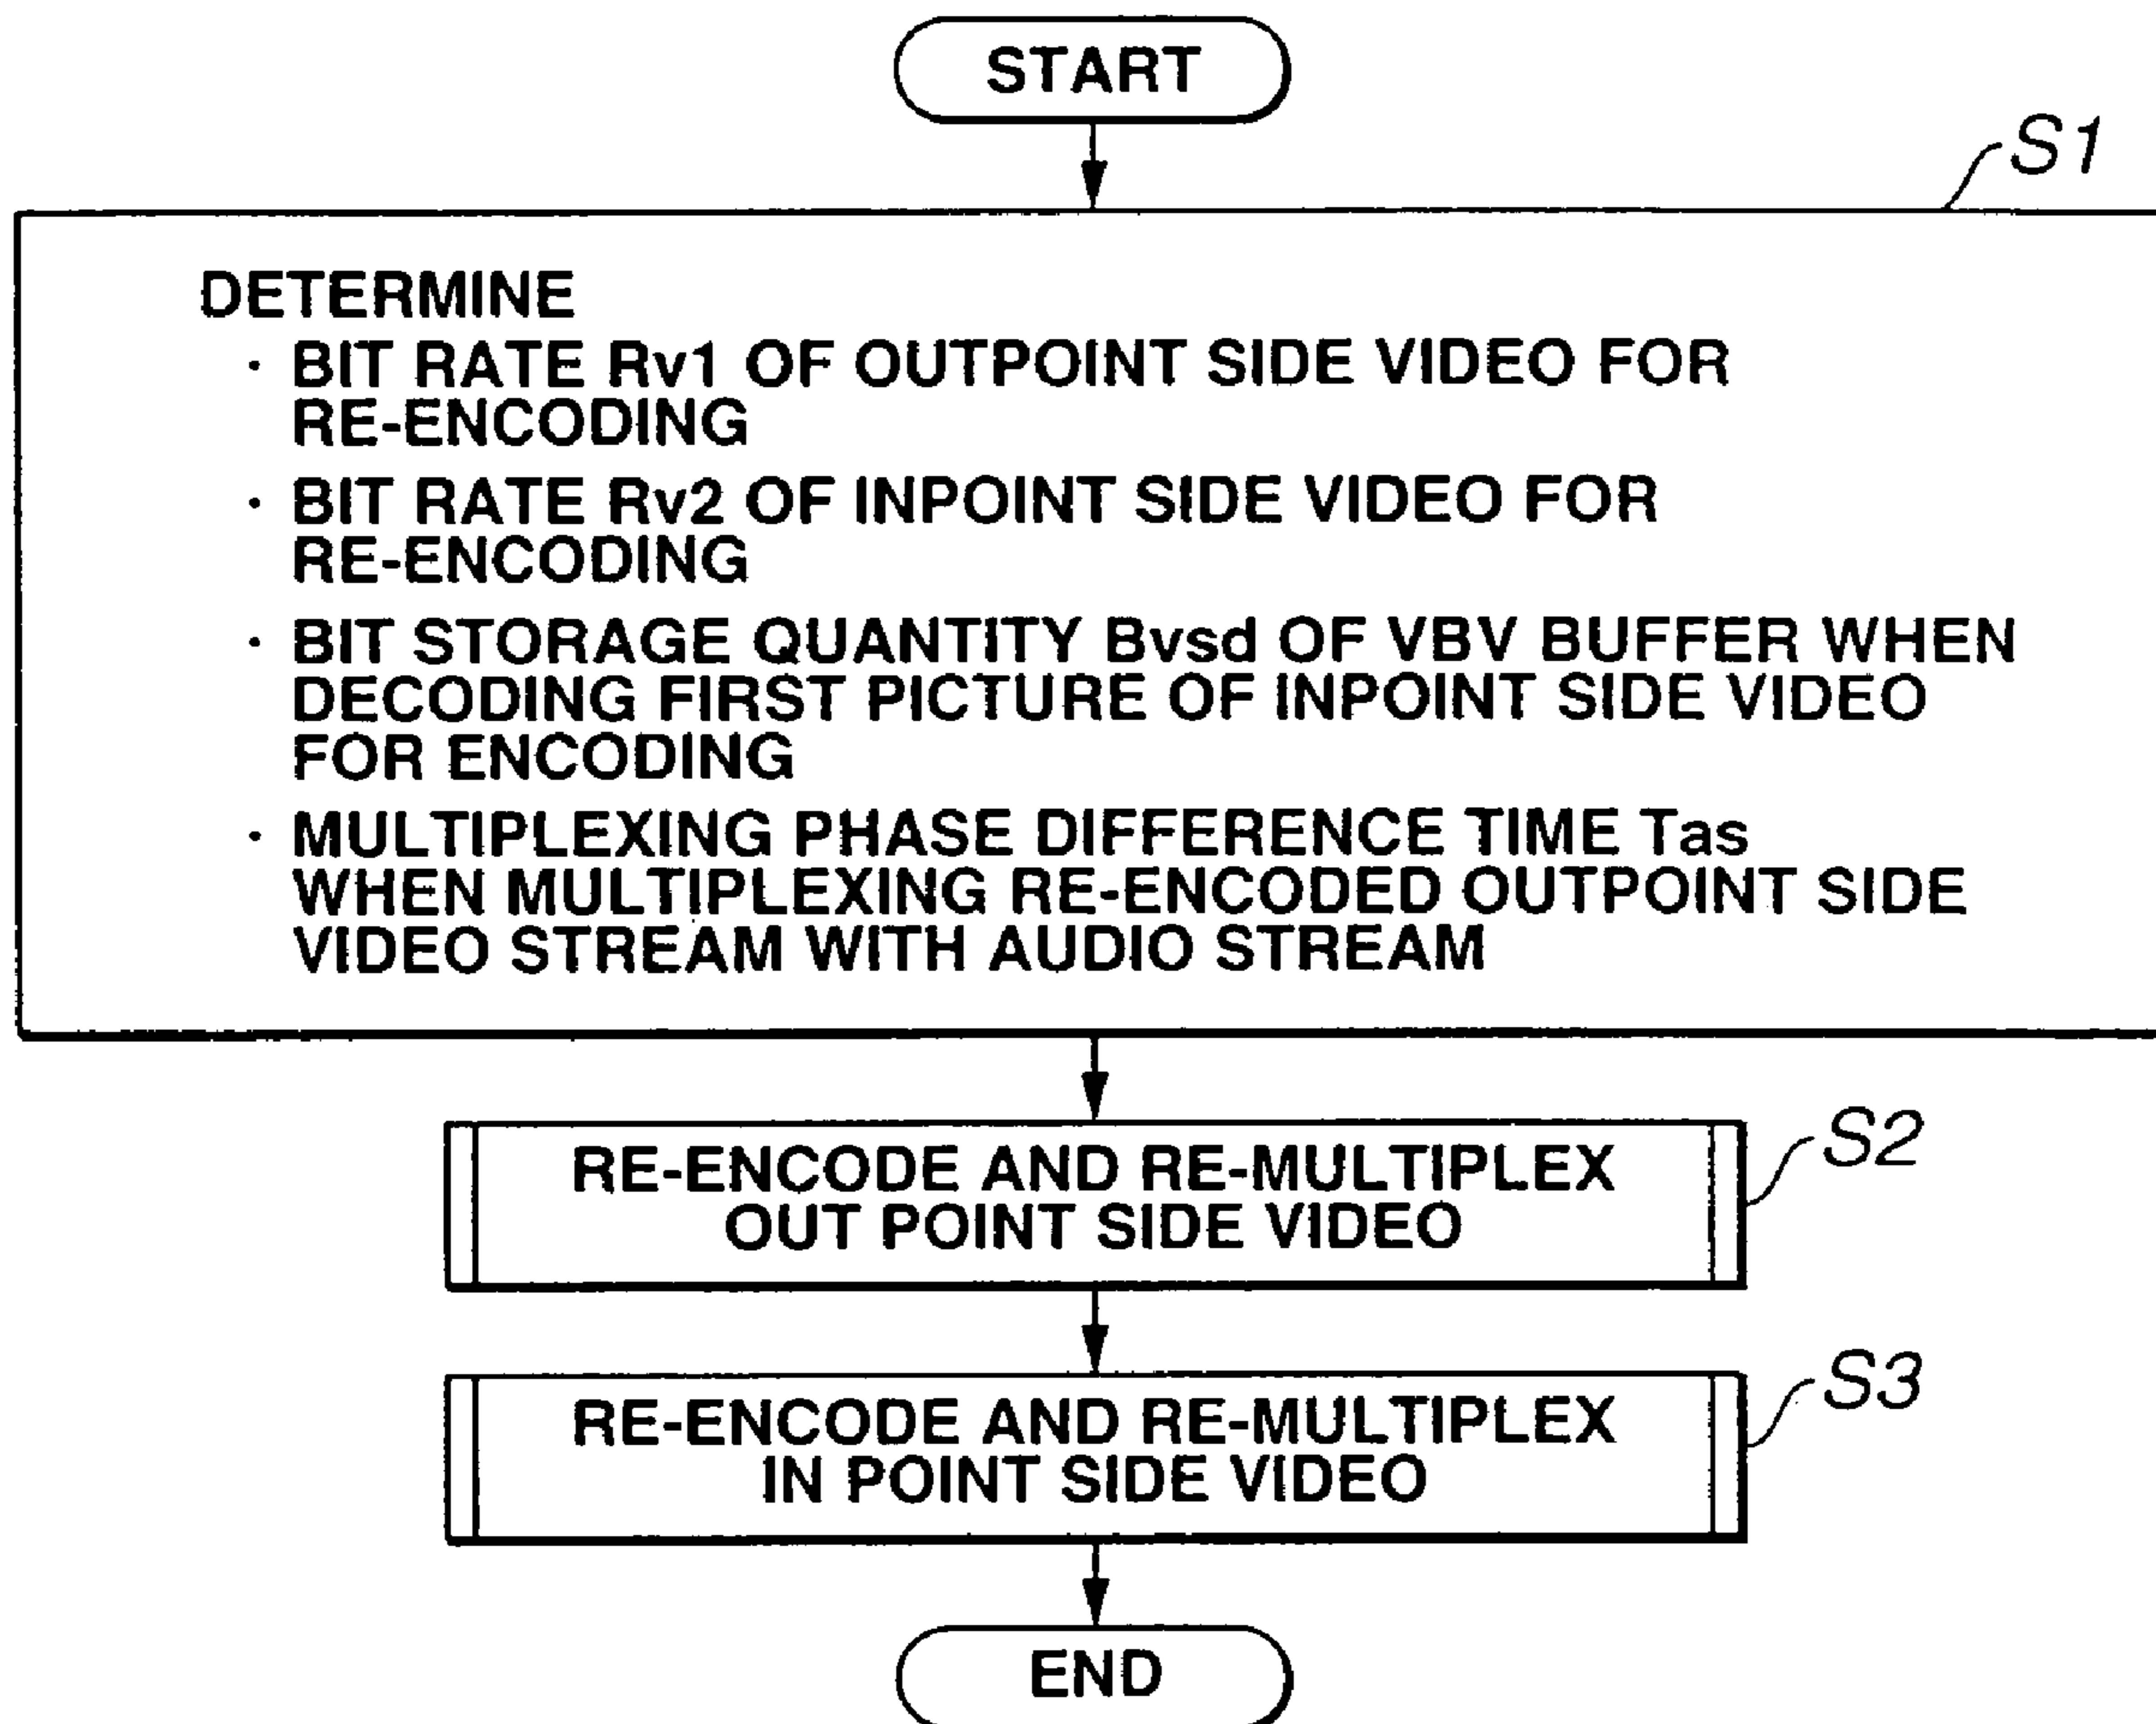 START
S1
DETERMINE
· BIT RATE Rv1 OF OUTPOINT SIDE VIDEO FOR
RE-ENCODING
· BIT RATE Rv2 OF INPOINT SIDE VIDEO FOR
RE-ENCODING
· BIT STORAGE QUANTITY Bvsd OF VBV BUFFER WHEN
DECODING FIRST PICTURE OF INPOINT SIDE VIDEO
FOR ENCODING
· MULTIPLEXING PHASE DIFFERENCE TIME Tas
WHEN MULTIPLEXING RE-ENCODED OUTPOINT SIDE
VIDEO STREAM WITH AUDIO STREAM
S2
RE-ENCODE AND RE-MULTIPLEX
OUT POINT SIDE VIDEO
S3
RE-ENCODE AND RE-MULTIPLEX
IN POINT SIDE VIDEO
END